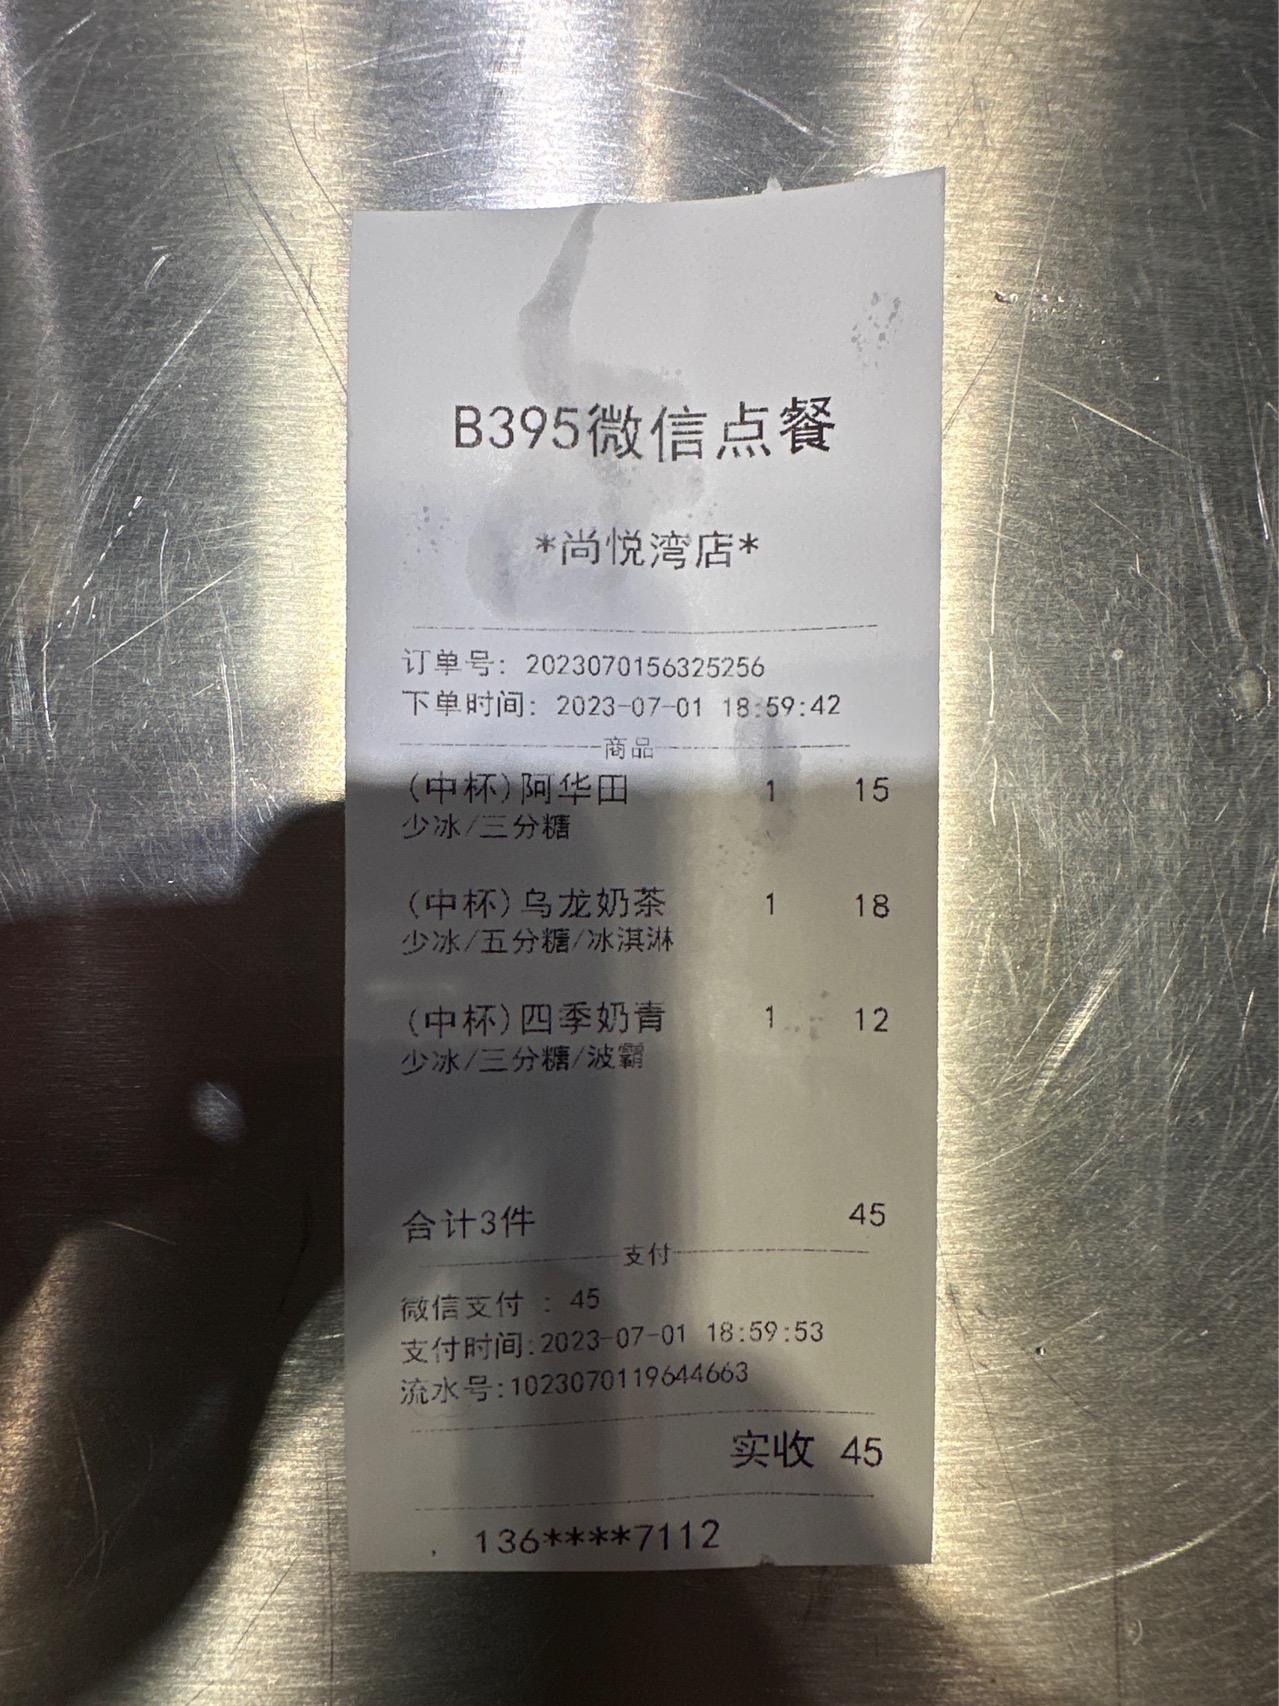 B395微信点餐
*尚悦湾店*
订单号: 2023070156325256
下单时间: 2023-07-01 18:59:42
商品
(中杯)阿华田 1 15
少冰/三分糖
(中杯)乌龙奶茶 1 18
少冰/五分糖/冰淇淋
(中杯)四季奶青 1 12
少冰/三分糖/波霸
合计3件 45
支付
微信支付 : 45
支付时间:2023-07-01 18:59:53
流水号:1023070119644663
实收 45
136****7112